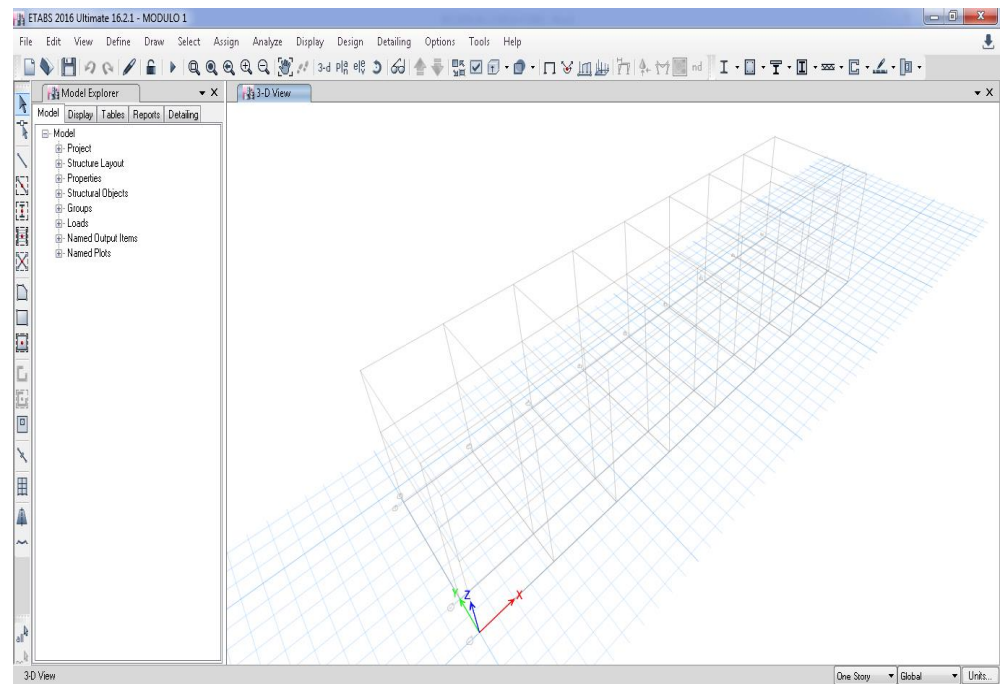 ETABS 2016 Ultimate 16.2.1 - MODULO 1
File Edit View Define Draw Select Assign Analyze Display Design Detailing Options Tools Help
3-d nd
Model Explorer
3-D View
Model Display Tables Reports Detailing
Model
Project
Structure Layout
Properties
Structural Objects
Groups
Loads
Named Output Items
Named Plots
Y Z X
3-D View One Story Global Units...